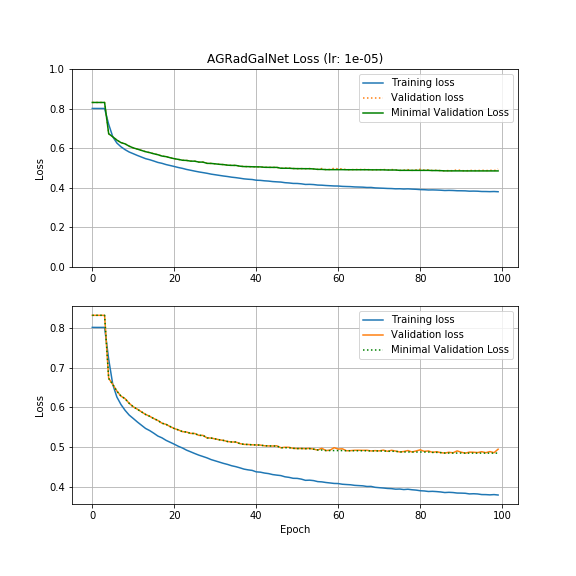 AGRadGalNet Loss (lr: 1e-05)
1.0
0.8
0.6
0.4
0.2
0.0
Loss
Training loss
Validation loss
Minimal Validation Loss
0
20
40
60
80
100
0.8
0.7
0.6
0.5
0.4
Loss
Training loss
Validation loss
Minimal Validation Loss
0
20
40
60
80
100
Epoch